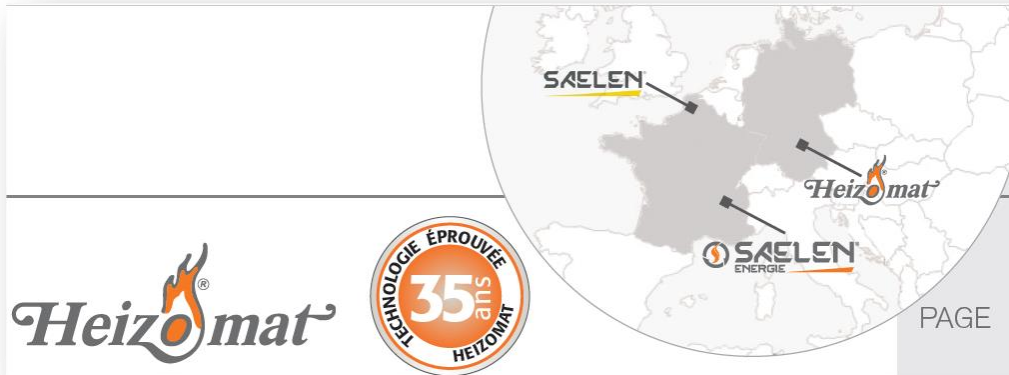 SAELEN
Heizomat®
SAELEN®
ENERGIE
Heizomat®
TECHNOLOGIE ÉPROUVÉE
35 ans
HEIZOMAT
PAGE